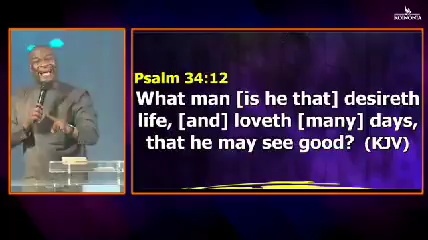 KOINONIA
Psalm 34:12
What man [is he that] desireth
life, [and] loveth [many] days,
that he may see good? (KJV)